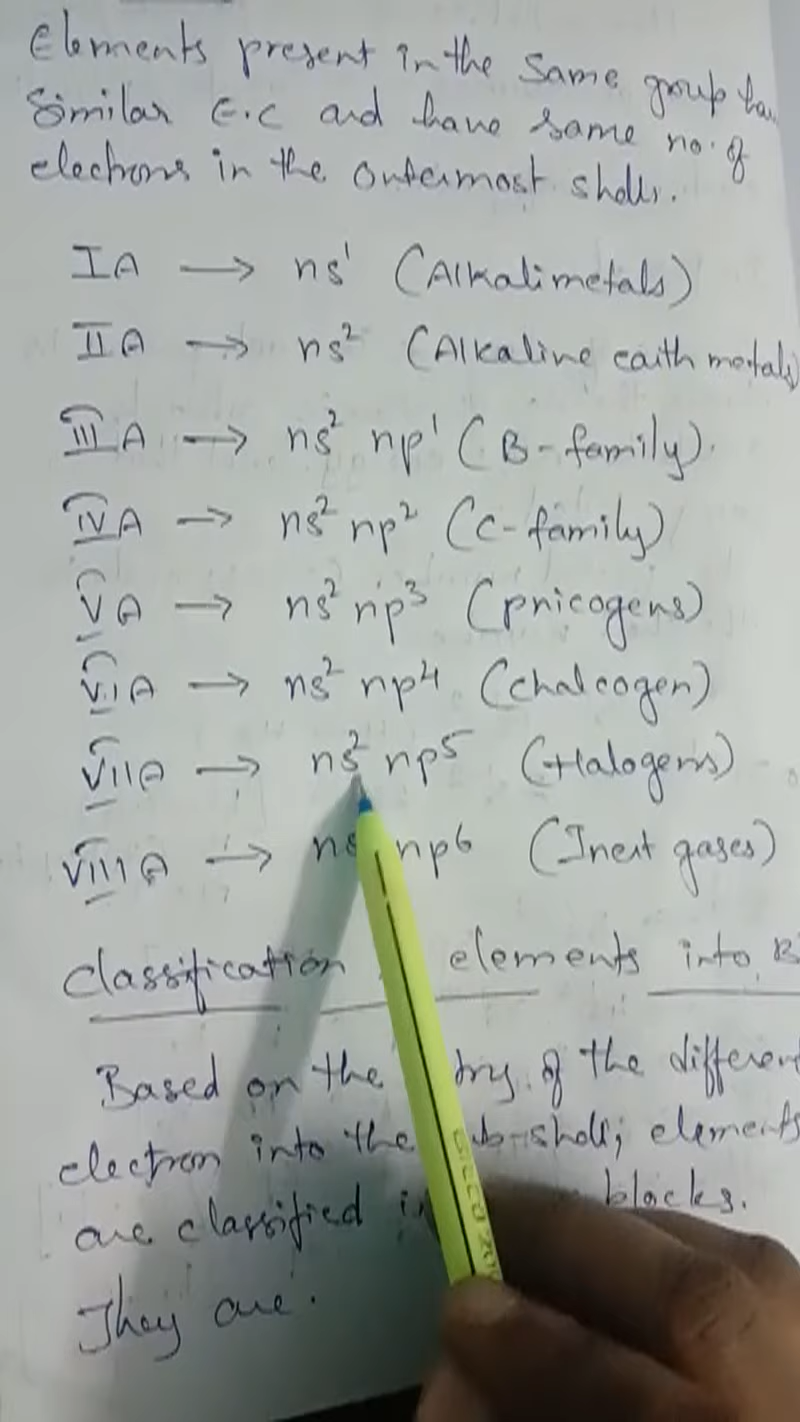 Elements present in the same group ha
Similar E.C and have same no. of
electrons in the outermost shells.
IA → ns¹ (Alkalimetals)
IIA → ns² (Alkaline earth metals)
IIIA → ns² np¹ (B-family).
IVA → ns² np² (C-family)
VA → ns² np³ (pnicogens)
VIA → ns² np⁴ (chalcogen)
VIIA → ns² np⁵ (Halogens)
VIIIA → ns np⁶ (Inert gases)
Classification elements into B
Based on the try of the different
electron into the ub-shell; elements
are classified i blocks.
They are.